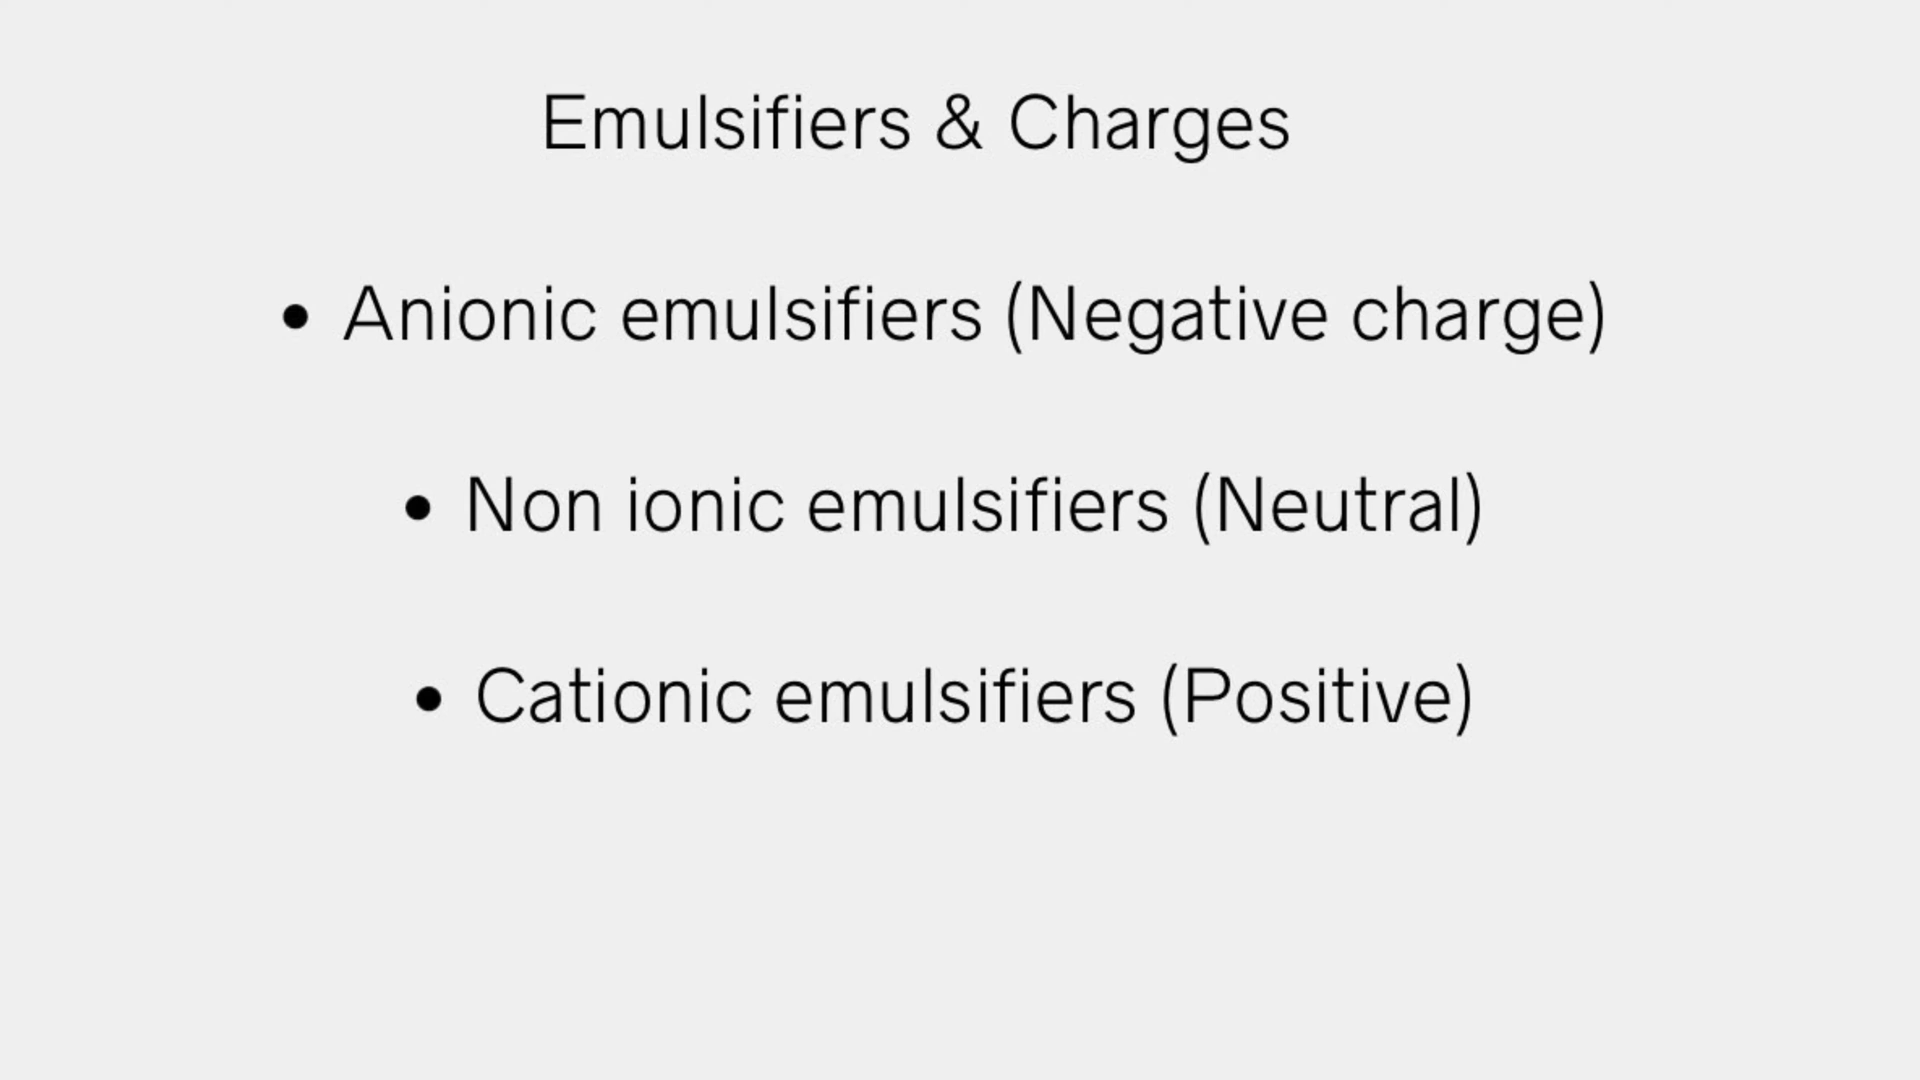 Emulsifiers & Charges
• Anionic emulsifiers (Negative charge)
• Non ionic emulsifiers (Neutral)
• Cationic emulsifiers (Positive)